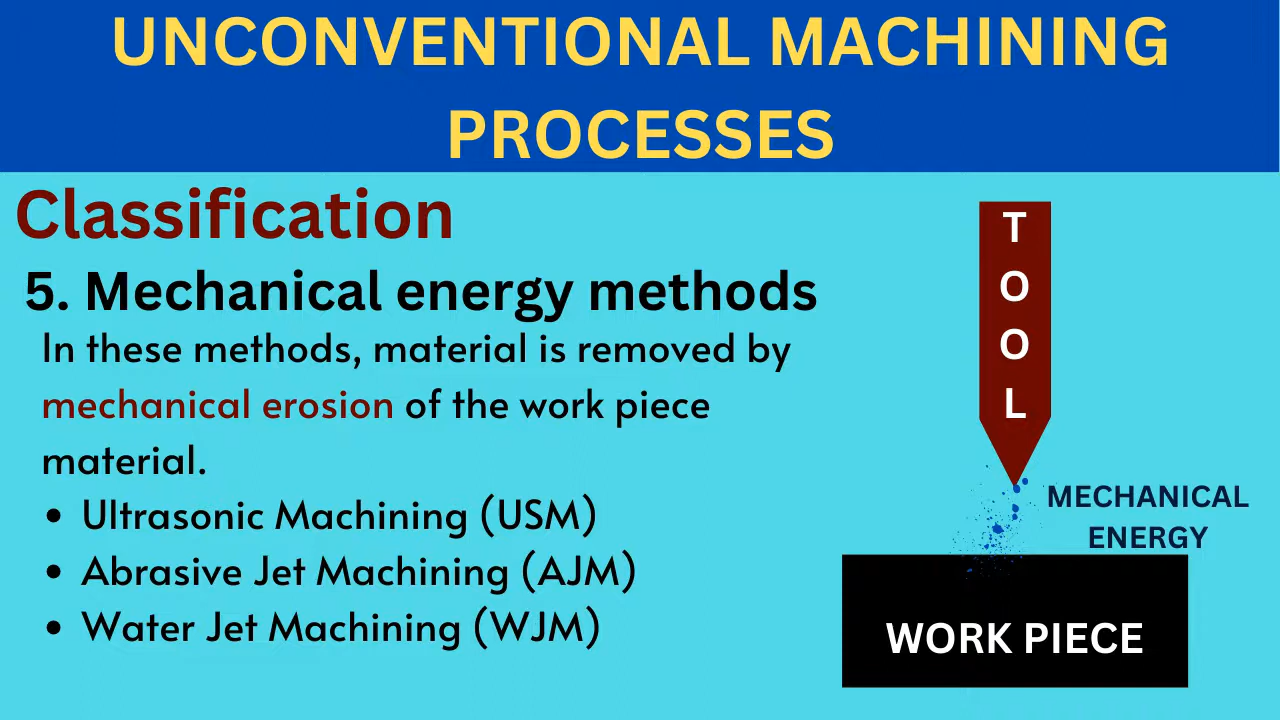 UNCONVENTIONAL MACHINING
PROCESSES
Classification
5. Mechanical energy methods
In these methods, material is removed by
mechanical erosion of the work piece
material.
• Ultrasonic Machining (USM)
• Abrasive Jet Machining (AJM)
• Water Jet Machining (WJM)
T
O
O
L
MECHANICAL
ENERGY
WORK PIECE